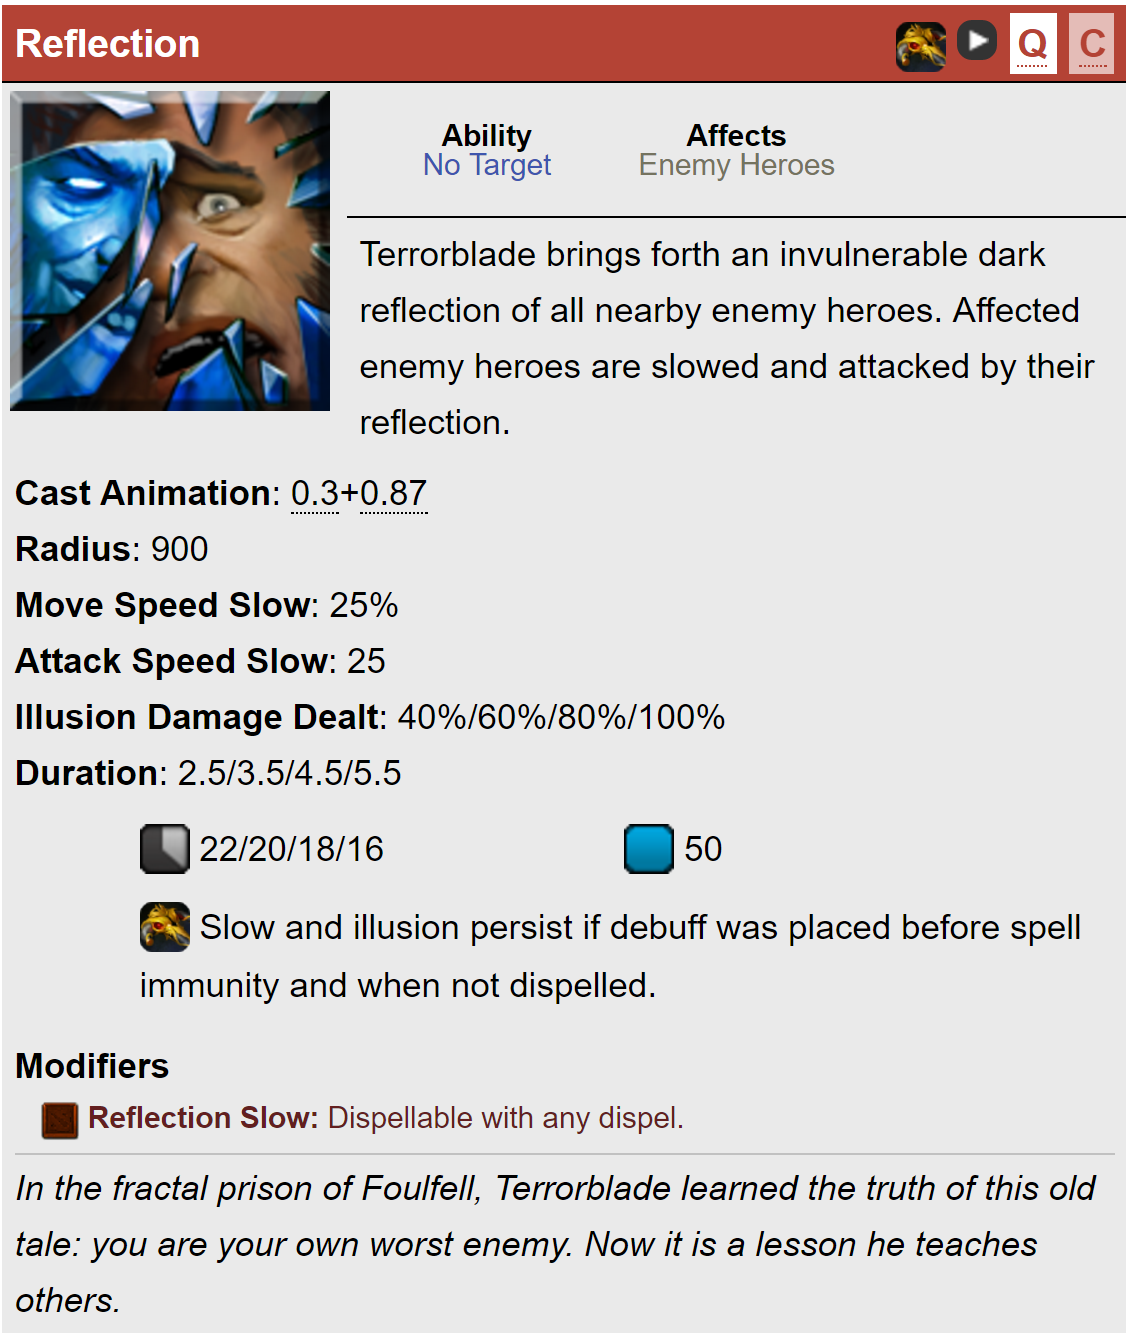 Reflection
Q
C
Ability
No Target
Affects
Enemy Heroes
Terrorblade brings forth an invulnerable dark
reflection of all nearby enemy heroes. Affected
enemy heroes are slowed and attacked by their
reflection.
Cast Animation: 0.3+0.87
Radius: 900
Move Speed Slow: 25%
Attack Speed Slow: 25
Illusion Damage Dealt: 40%/60%/80%/100%
Duration: 2.5/3.5/4.5/5.5
22/20/18/16
50
Slow and illusion persist if debuff was placed before spell
immunity and when not dispelled.
Modifiers
Reflection Slow: Dispellable with any dispel.
In the fractal prison of Foulfell, Terrorblade learned the truth of this old
tale: you are your own worst enemy. Now it is a lesson he teaches
others.